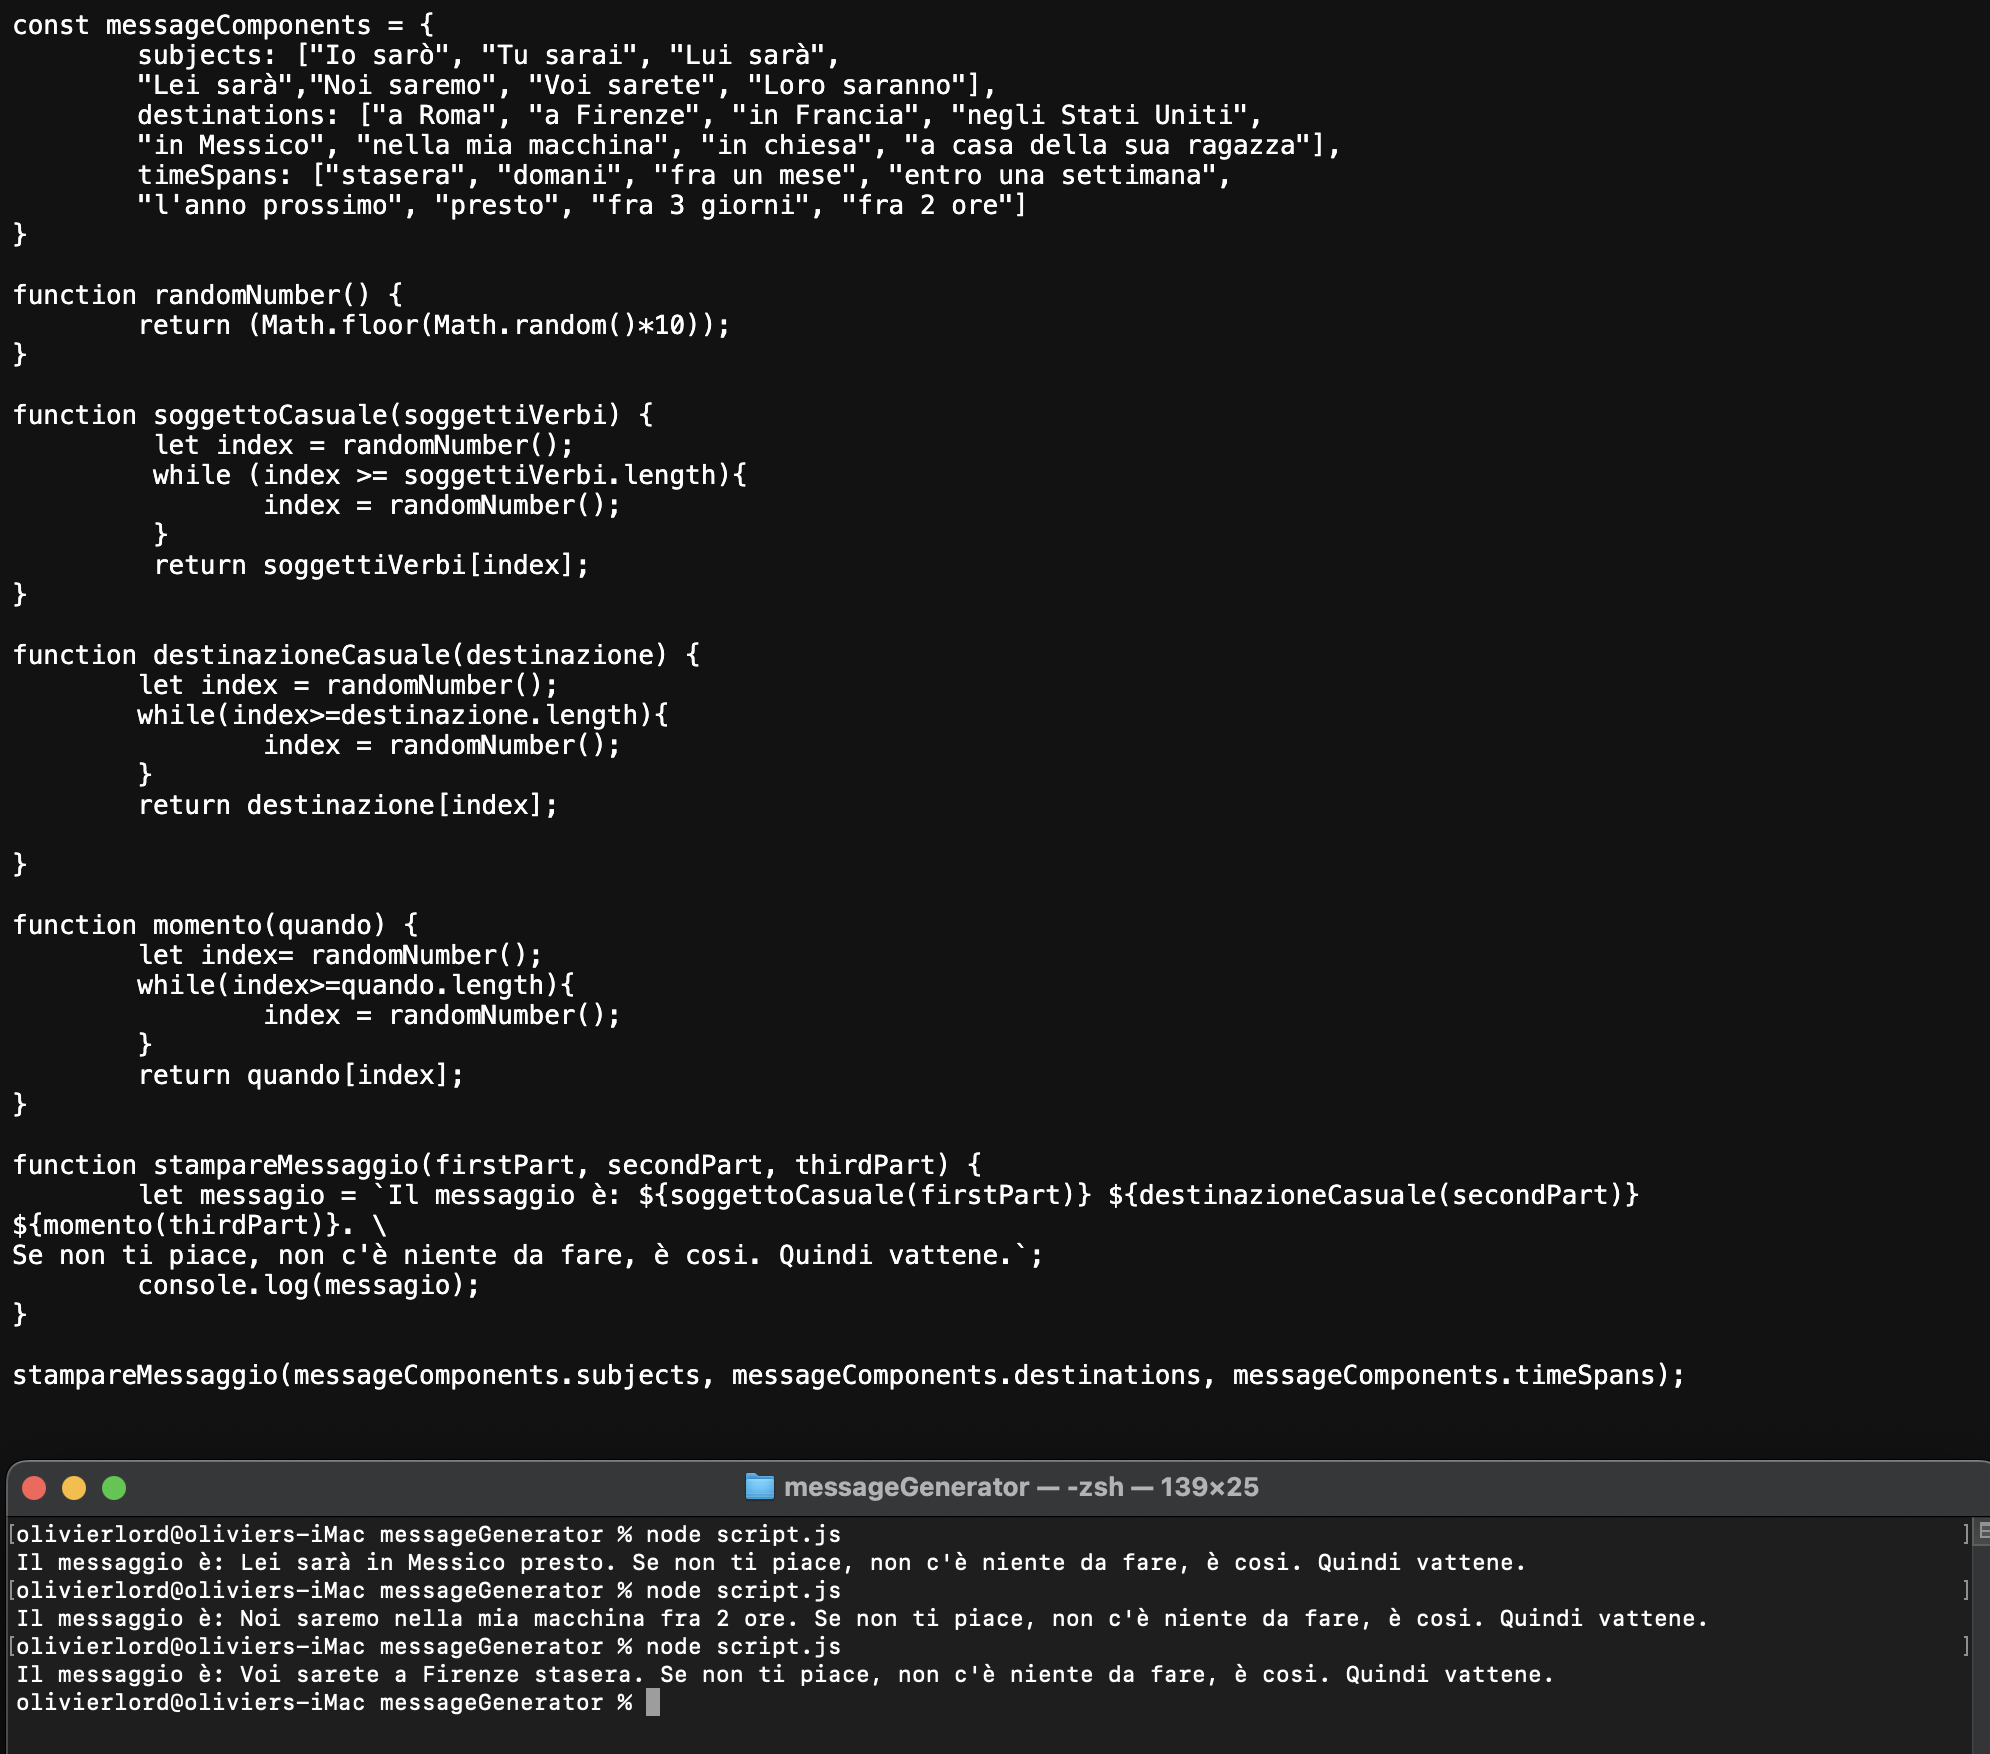 const messageComponents = {
        subjects: ["Io sarò", "Tu sarai", "Lui sarà",
        "Lei sarà","Noi saremo", "Voi sarete", "Loro saranno"],
        destinations: ["a Roma", "a Firenze", "in Francia", "negli Stati Uniti",
        "in Messico", "nella mia macchina", "in chiesa", "a casa della sua ragazza"],
        timeSpans: ["stasera", "domani", "fra un mese", "entro una settimana",
        "l'anno prossimo", "presto", "fra 3 giorni", "fra 2 ore"]
}

function randomNumber() {
        return (Math.floor(Math.random()*10));
}

function soggettoCasuale(soggettiVerbi) {
         let index = randomNumber();
         while (index >= soggettiVerbi.length){
                index = randomNumber();
         }
         return soggettiVerbi[index];
}

function destinazioneCasuale(destinazione) {
        let index = randomNumber();
        while(index>=destinazione.length){
                index = randomNumber();
        }
        return destinazione[index];

}

function momento(quando) {
        let index= randomNumber();
        while(index>=quando.length){
                index = randomNumber();
        }
        return quando[index];
}

function stampareMessaggio(firstPart, secondPart, thirdPart) {
        let messagio = `Il messaggio è: ${soggettoCasuale(firstPart)} ${destinazioneCasuale(secondPart)}
${momento(thirdPart)}. \
Se non ti piace, non c'è niente da fare, è cosi. Quindi vattene.`;
        console.log(messagio);
}

stampareMessaggio(messageComponents.subjects, messageComponents.destinations, messageComponents.timeSpans);

messageGenerator — -zsh — 139×25
[olivierlord@oliviers-iMac messageGenerator % node script.js ]
Il messaggio è: Lei sarà in Messico presto. Se non ti piace, non c'è niente da fare, è cosi. Quindi vattene.
[olivierlord@oliviers-iMac messageGenerator % node script.js ]
Il messaggio è: Noi saremo nella mia macchina fra 2 ore. Se non ti piace, non c'è niente da fare, è cosi. Quindi vattene.
[olivierlord@oliviers-iMac messageGenerator % node script.js ]
Il messaggio è: Voi sarete a Firenze stasera. Se non ti piace, non c'è niente da fare, è cosi. Quindi vattene.
olivierlord@oliviers-iMac messageGenerator %